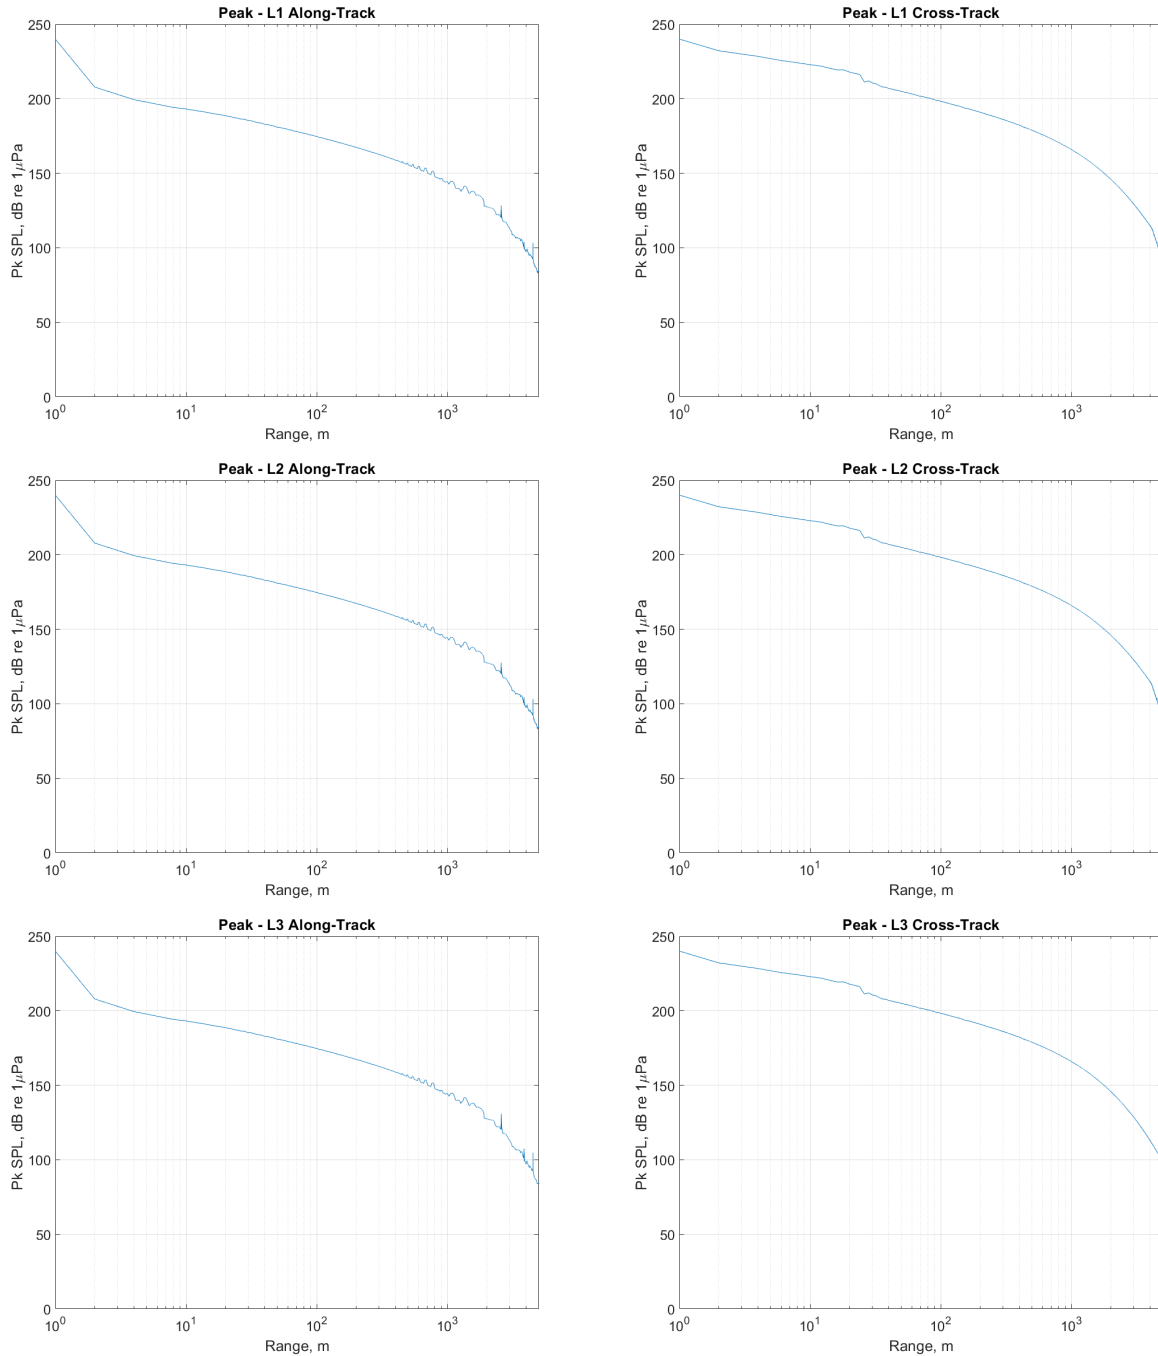 Peak - L1 Along-Track
250
200
150
100
50
0
Pk SPL, dB re 1μPa
10^0 10^1 10^2 10^3
Range, m
Peak - L1 Cross-Track
250
200
150
100
50
0
Pk SPL, dB re 1μPa
10^0 10^1 10^2 10^3
Range, m
Peak - L2 Along-Track
250
200
150
100
50
0
Pk SPL, dB re 1μPa
10^0 10^1 10^2 10^3
Range, m
Peak - L2 Cross-Track
250
200
150
100
50
0
Pk SPL, dB re 1μPa
10^0 10^1 10^2 10^3
Range, m
Peak - L3 Along-Track
250
200
150
100
50
0
Pk SPL, dB re 1μPa
10^0 10^1 10^2 10^3
Range, m
Peak - L3 Cross-Track
250
200
150
100
50
0
Pk SPL, dB re 1μPa
10^0 10^1 10^2 10^3
Range, m